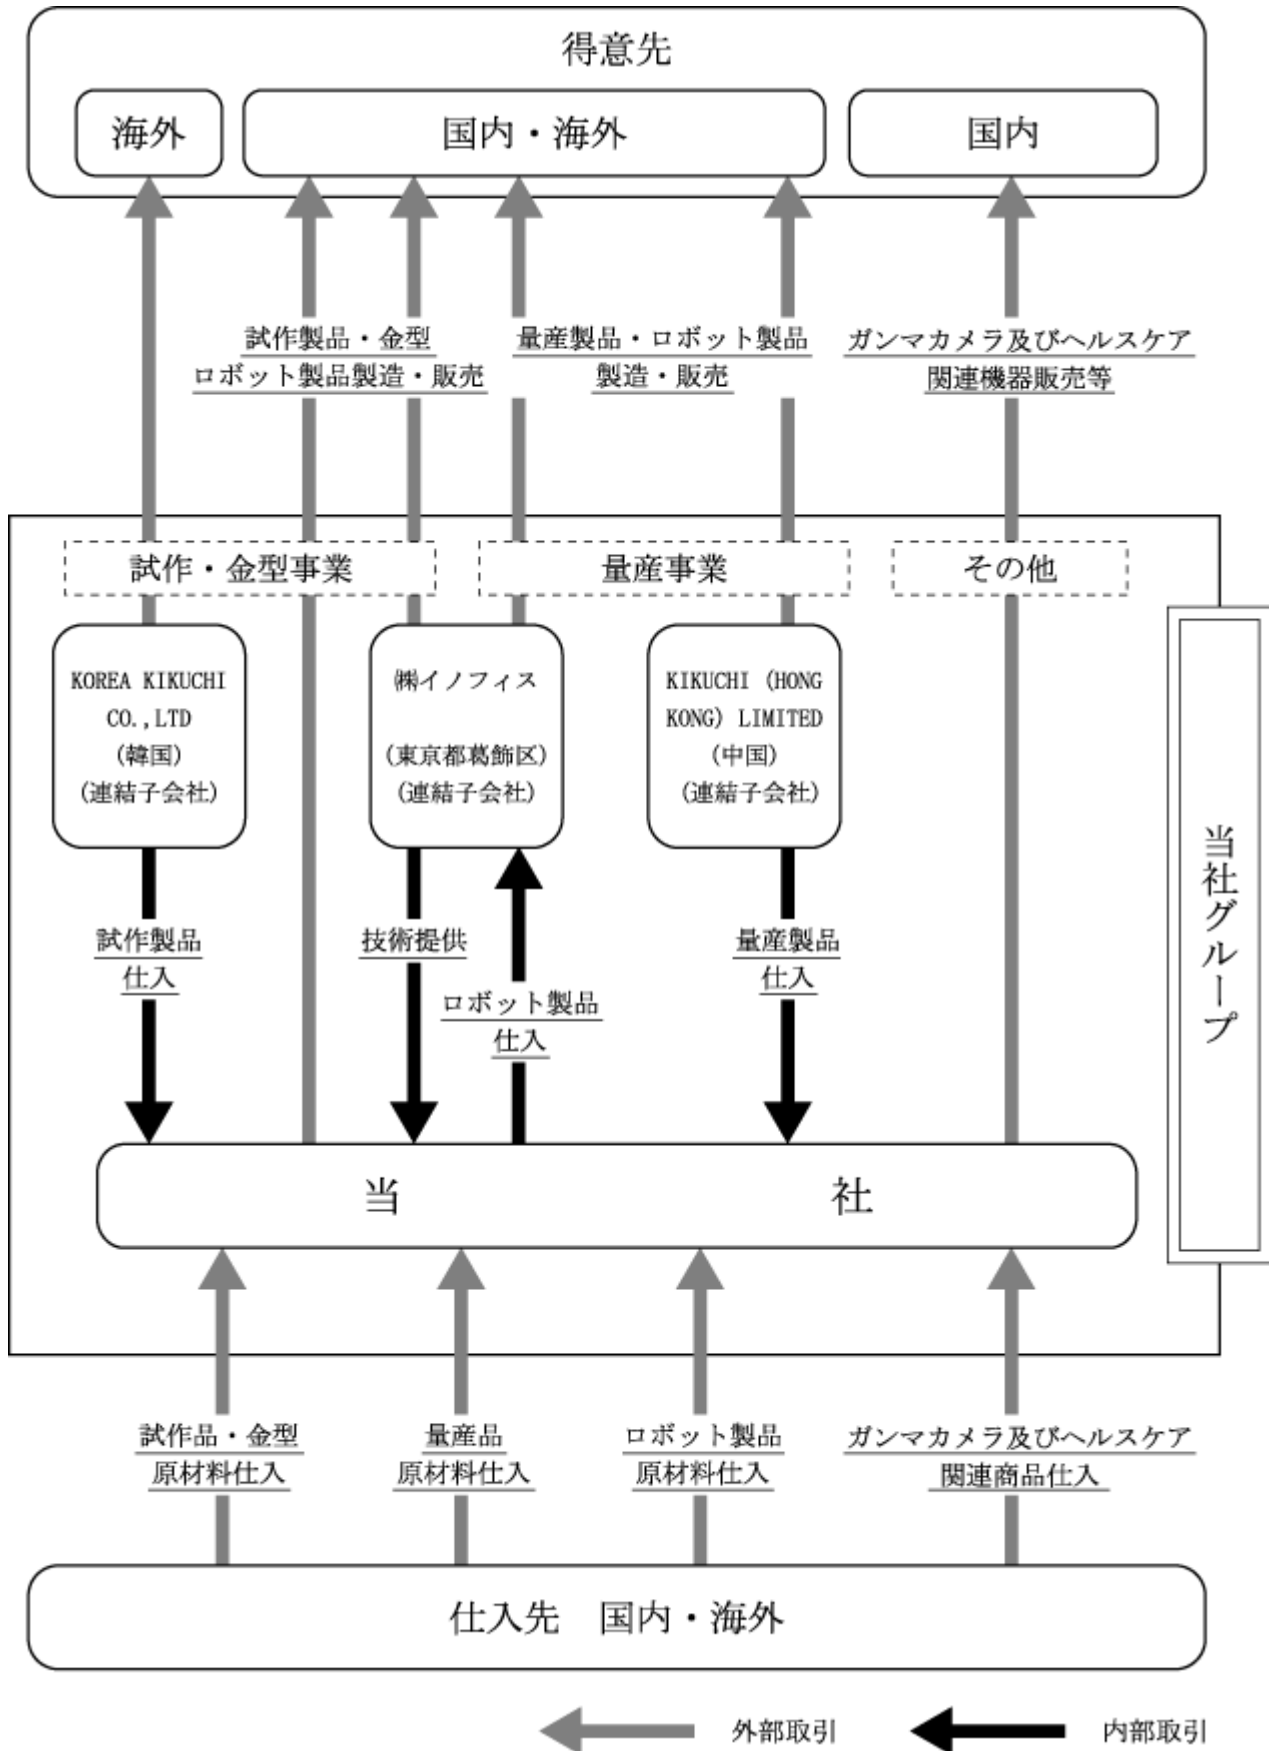 得意先
海外
国内・海外
国内
試作製品・金型
ロボット製品製造・販売
量産製品・ロボット製品
製造・販売
ガンマカメラ及びヘルスケア
関連機器販売等
試作・金型事業
量産事業
その他
KOREA KIKUCHI
CO.,LTD
(韓国)
(連結子会社)
㈱イノフィス
(東京都葛飾区)
(連結子会社)
KIKUCHI (HONG
KONG) LIMITED
(中国)
(連結子会社)
当社グループ
試作製品
仕入
技術提供
ロボット製品
仕入
量産製品
仕入
当社
試作品・金型
原材料仕入
量産品
原材料仕入
ロボット製品
原材料仕入
ガンマカメラ及びヘルスケア
関連商品仕入
仕入先 国内・海外
外部取引
内部取引